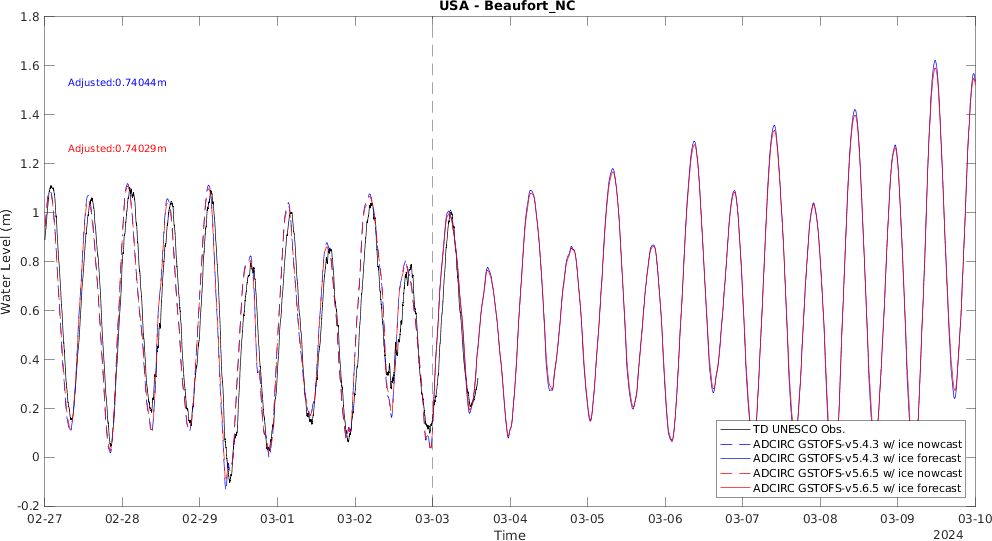 USA - Beaufort_NC
1.8
1.6
1.4
1.2
1
0.8
0.6
0.4
0.2
0
-0.2
Water Level (m)
Adjusted:0.74044m
Adjusted:0.74029m
TD UNESCO Obs.
ADCIRC GSTOFS-v5.4.3 w/ ice nowcast
ADCIRC GSTOFS-v5.4.3 w/ ice forecast
ADCIRC GSTOFS-v5.6.5 w/ ice nowcast
ADCIRC GSTOFS-v5.6.5 w/ ice forecast
02-27 02-28 02-29 03-01 03-02 03-03 03-04 03-05 03-06 03-07 03-08 03-09 03-10
Time
2024